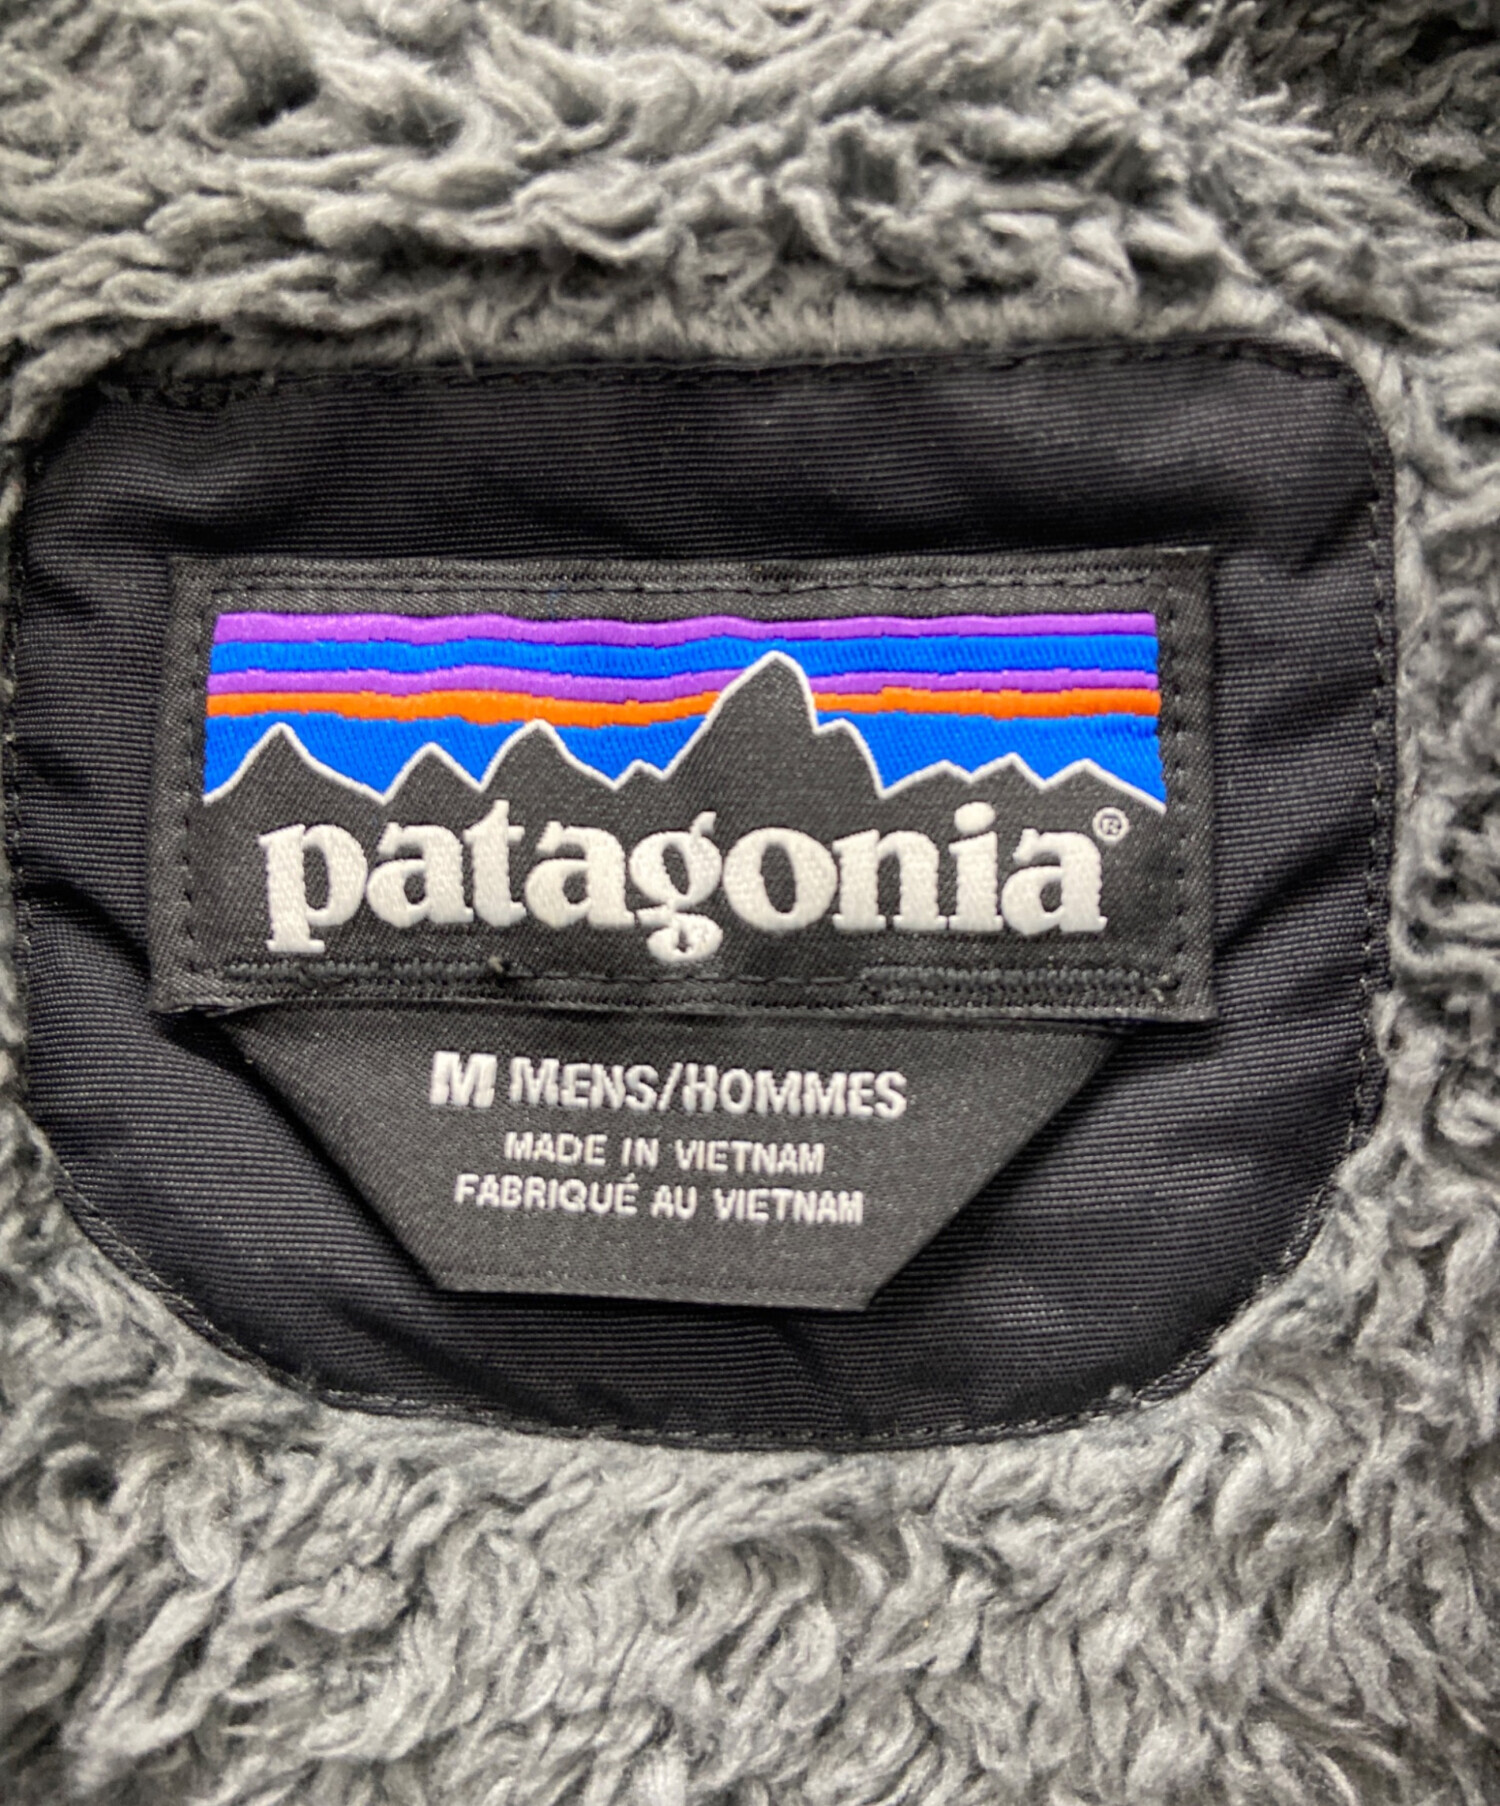 patagonia®
M MENS/HOMMES
MADE IN VIETNAM
FABRIQUÉ AU VIETNAM